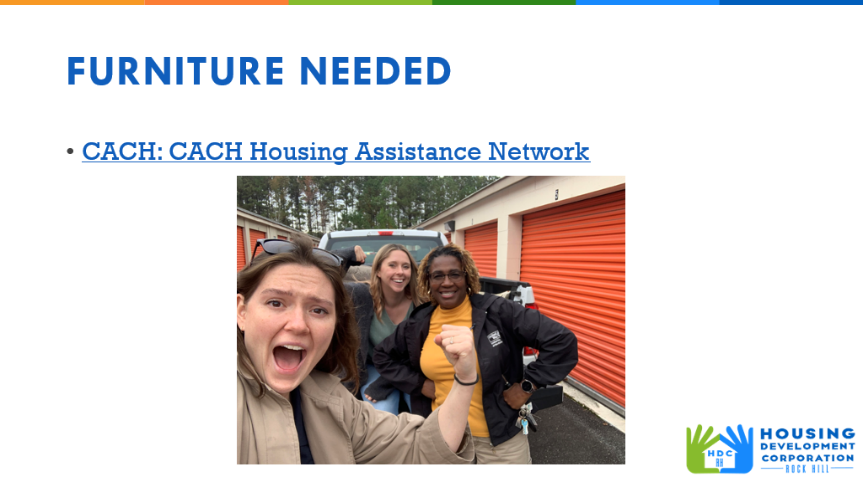 FURNITURE NEEDED
• CACH: CACH Housing Assistance Network
HDC
RH
HOUSING
DEVELOPMENT
CORPORATION
ROCK HILL